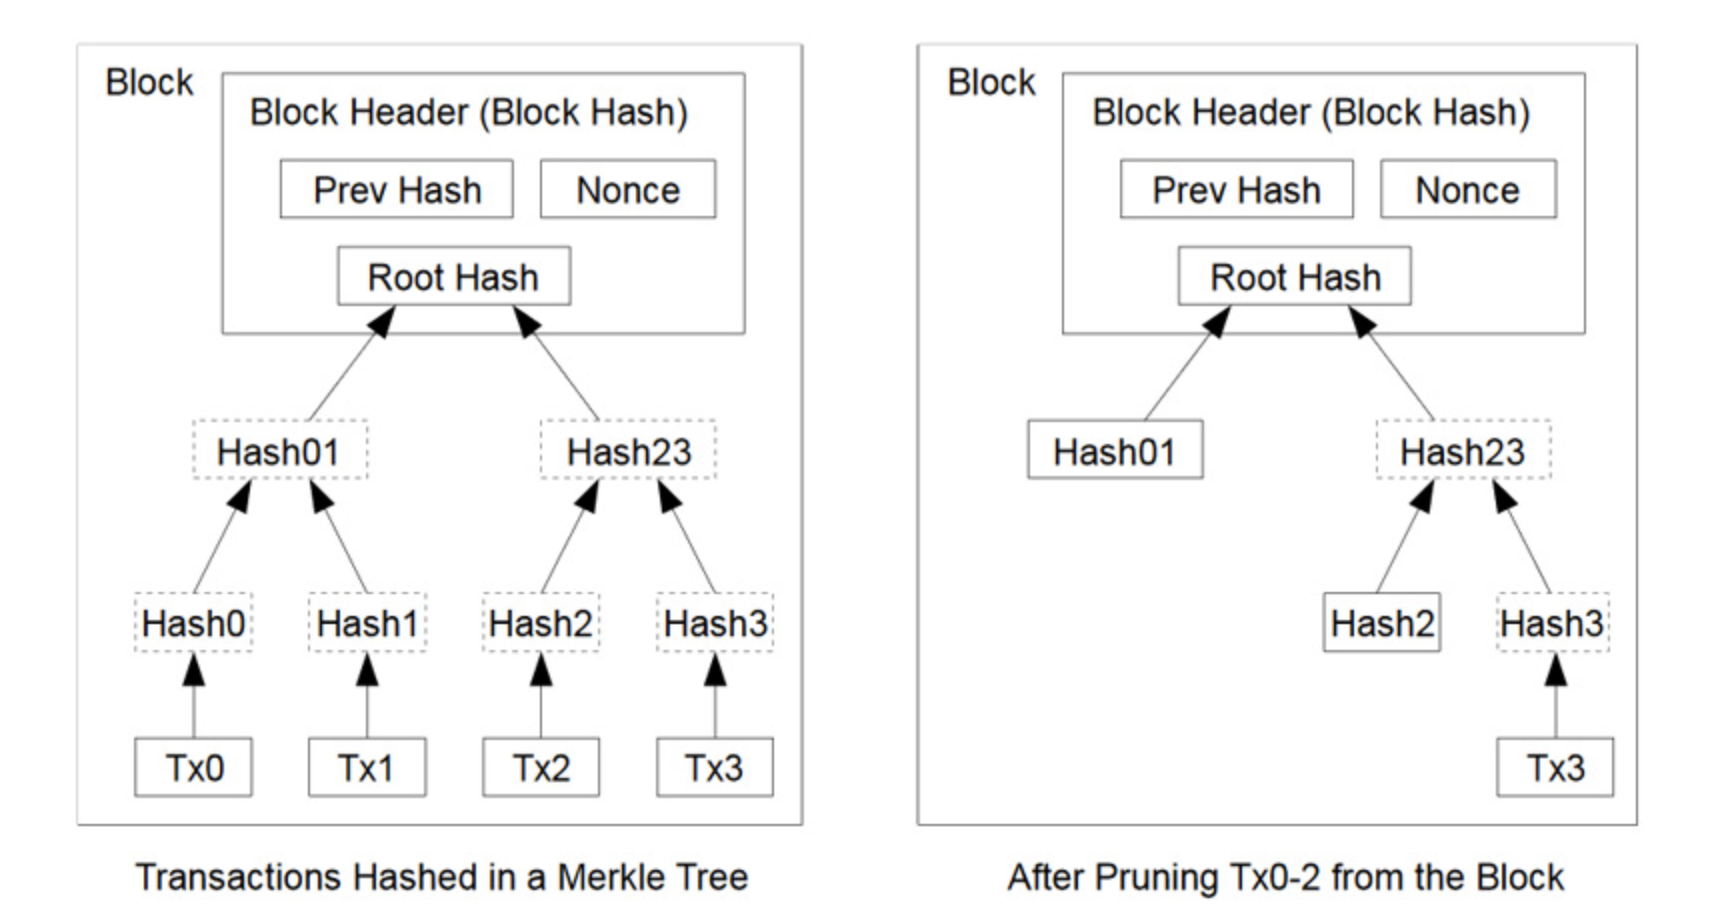 Block
Block Header (Block Hash)
Prev Hash
Nonce
Root Hash
Hash01
Hash23
Hash0
Hash1
Hash2
Hash3
Tx0
Tx1
Tx2
Tx3
Transactions Hashed in a Merkle Tree
Block
Block Header (Block Hash)
Prev Hash
Nonce
Root Hash
Hash01
Hash23
Hash2
Hash3
Tx3
After Pruning Tx0-2 from the Block